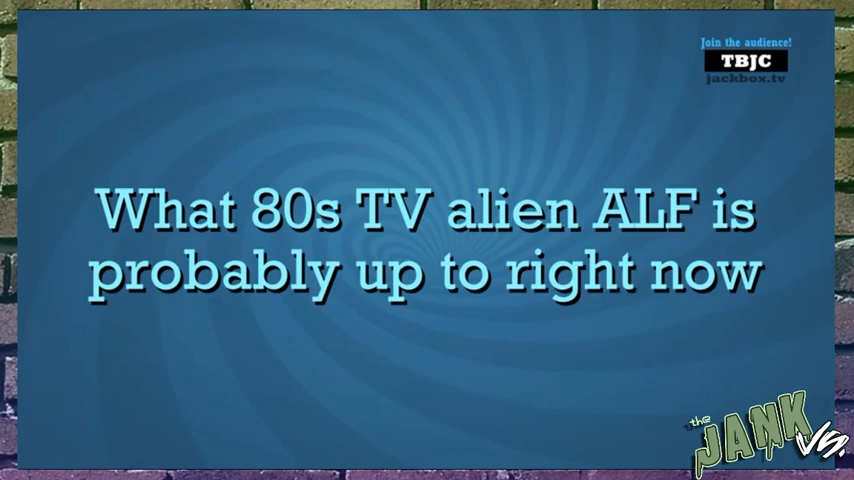 Join the audience!
TBJC
jackbox.tv
What 80s TV alien ALF is
probably up to right now
the
JANK
VS.